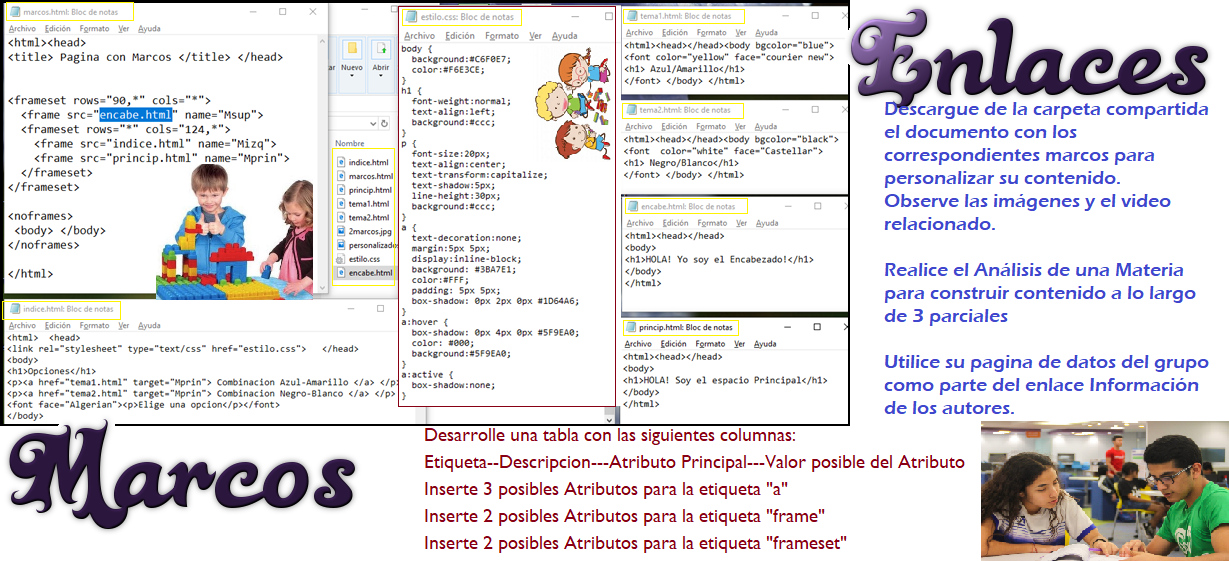 marcos.html: Bloc de notas
Archivo Edición Formato Ver Ayuda
<html><head>
<title> Pagina con Marcos </title> </head>
<frameset rows="90,*" cols="*">
<frame src="encabe.html" name="Msup">
<frameset rows="*" cols="124,*">
<frame src="indice.html" name="Mizq">
<frame src="princip.html" name="Mprin">
</frameset>
</frameset>
<noframes>
<body> </body>
</noframes>
</html>
Nuevo
Abrir
Nombre
indice.html
marcos.html
princip.html
tema1.html
tema2.html
2marcos.jpg
personalizado
estilo.css
encabe.html
indice.html: Bloc de notas
Archivo Edición Formato Ver Ayuda
<html> <head>
<link rel="stylesheet" type="text/css" href="estilo.css"> </head>
<body>
<h1>Opciones</h1>
<p><a href="tema1.html" target="Mprin"> Combinacion Azul-Amarillo </a> </p>
<p><a href="tema2.html" target="Mprin"> Combinacion Negro-Blanco </a> </p>
<font face="Algerian"><p>Elige una opcion</p></font>
</body>
estilo.css: Bloc de notas
Archivo Edición Formato Ver Ayuda
body {
background:#C6F0E7;
color:#F6E3CE;
}
h1 {
font-weight:normal;
text-align:left;
background:#ccc;
}
p {
font-size:20px;
text-align:center;
text-transform:capitalize;
text-shadow:5px;
line-height:30px;
background:#ccc;
}
a {
text-decoration:none;
margin:5px 5px;
display:inline-block;
background: #3BA7E1;
color:#FFF;
padding: 5px 5px;
box-shadow: 0px 2px 0px #1D64A6;
}
a:hover {
box-shadow: 0px 4px 0px #5F9EA0;
color: #000;
background:#5F9EA0;
}
a:active {
box-shadow:none;
}
tema1.html: Bloc de notas
Archivo Edición Formato Ver Ayuda
<html><head></head><body bgcolor="blue">
<font color="yellow" face="courier new">
<h1> Azul/Amarillo</h1>
</font> </body> </html>
tema2.html: Bloc de notas
Archivo Edición Formato Ver Ayuda
<html><head></head><body bgcolor="black">
<font color="white" face="Castellar">
<h1> Negro/Blanco</h1>
</font> </body> </html>
encabe.html: Bloc de notas
Archivo Edición Formato Ver Ayuda
<html><head></head>
<body>
<h1>HOLA! Yo soy el Encabezado!</h1>
</body>
</html>
princip.html: Bloc de notas
Archivo Edición Formato Ver Ayuda
<html><head></head>
<body>
<h1>HOLA! Soy el espacio Principal</h1>
</body>
</html>
Enlaces
Descargue de la carpeta compartida
el documento con los
correspondientes marcos para
personalizar su contenido.
Observe las imágenes y el video
relacionado.
Realice el Análisis de una Materia
para construir contenido a lo largo
de 3 parciales
Utilice su pagina de datos del grupo
como parte del enlace Información
de los autores.
Marcos
Desarrolle una tabla con las siguientes columnas:
Etiqueta--Descripcion---Atributo Principal---Valor posible del Atributo
Inserte 3 posibles Atributos para la etiqueta "a"
Inserte 2 posibles Atributos para la etiqueta "frame"
Inserte 2 posibles Atributos para la etiqueta "frameset"